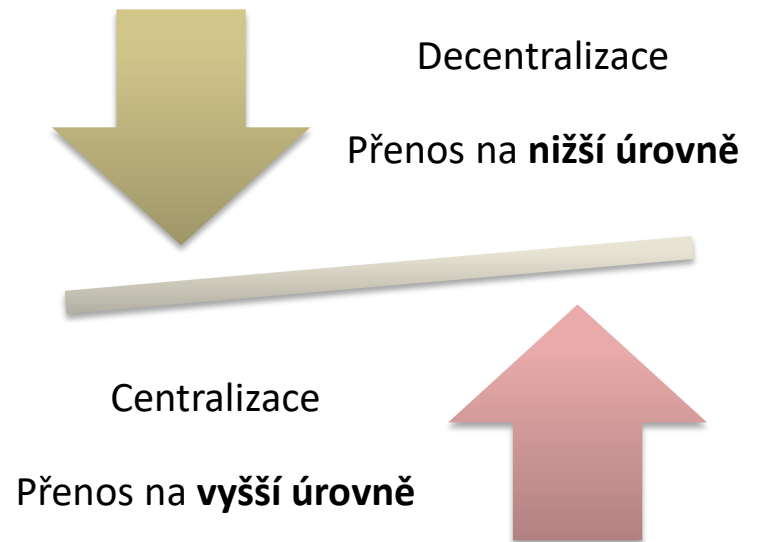 Decentralizace
Přenos na nižší úrovně
Centralizace
Přenos na vyšší úrovně